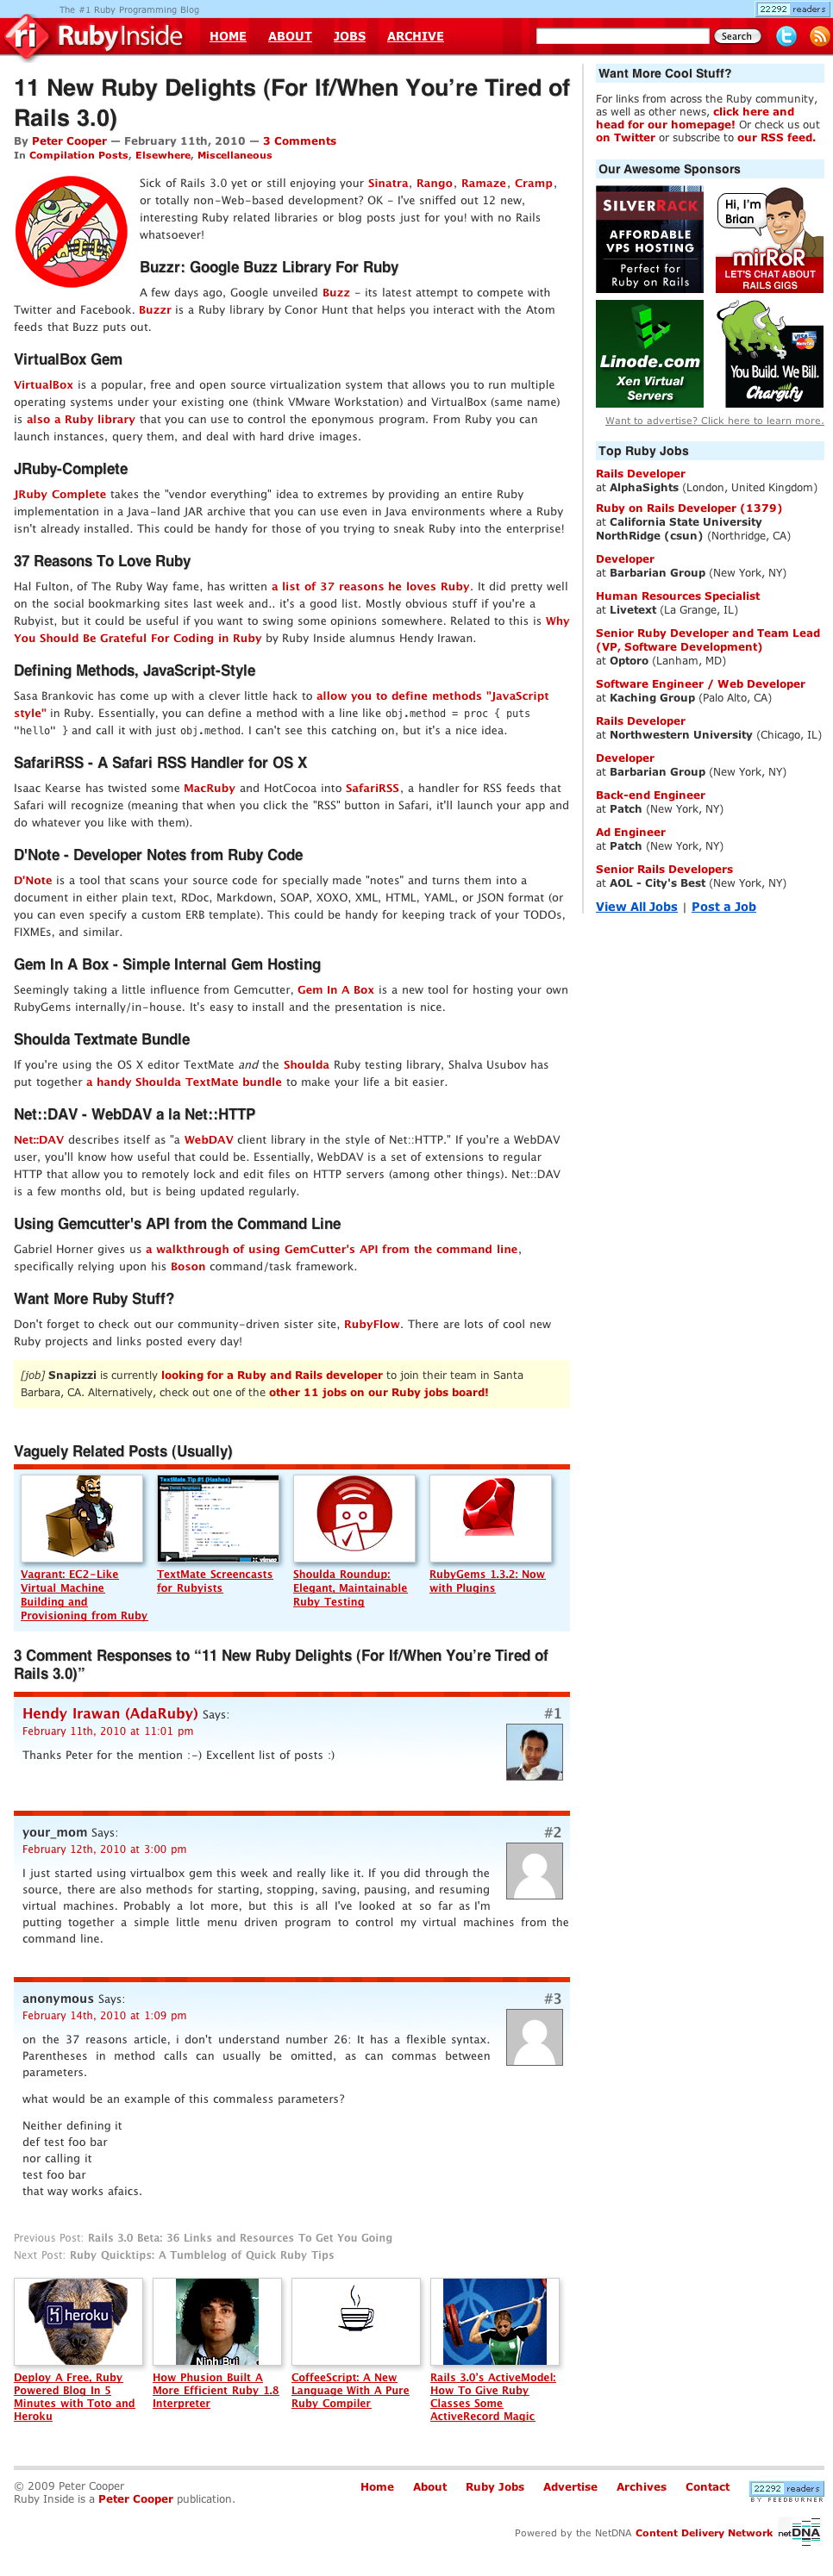 The #1 Ruby Programming Blog
22292 readers
ri RubyInside
HOME ABOUT JOBS ARCHIVE
Search
11 New Ruby Delights (For If/When You’re Tired of
Rails 3.0)
By Peter Cooper — February 11th, 2010 — 3 Comments
In Compilation Posts, Elsewhere, Miscellaneous
Sick of Rails 3.0 yet or still enjoying your Sinatra, Rango, Ramaze, Cramp,
or totally non-Web-based development? OK - I've sniffed out 12 new,
interesting Ruby related libraries or blog posts just for you! with no Rails
whatsoever!
Buzzr: Google Buzz Library For Ruby
A few days ago, Google unveiled Buzz - its latest attempt to compete with
Twitter and Facebook. Buzzr is a Ruby library by Conor Hunt that helps you interact with the Atom
feeds that Buzz puts out.
VirtualBox Gem
VirtualBox is a popular, free and open source virtualization system that allows you to run multiple
operating systems under your existing one (think VMware Workstation) and VirtualBox (same name)
is also a Ruby library that you can use to control the eponymous program. From Ruby you can
launch instances, query them, and deal with hard drive images.
JRuby-Complete
JRuby Complete takes the "vendor everything" idea to extremes by providing an entire Ruby
implementation in a Java-land JAR archive that you can use even in Java environments where a Ruby
isn't already installed. This could be handy for those of you trying to sneak Ruby into the enterprise!
37 Reasons To Love Ruby
Hal Fulton, of The Ruby Way fame, has written a list of 37 reasons he loves Ruby. It did pretty well
on the social bookmarking sites last week and.. it's a good list. Mostly obvious stuff if you're a
Rubyist, but it could be useful if you want to swing some opinions somewhere. Related to this is Why
You Should Be Grateful For Coding in Ruby by Ruby Inside alumnus Hendy Irawan.
Defining Methods, JavaScript-Style
Sasa Brankovic has come up with a clever little hack to allow you to define methods "JavaScript
style" in Ruby. Essentially, you can define a method with a line like obj.method = proc { puts
"hello" } and call it with just obj.method. I can't see this catching on, but it's a nice idea.
SafariRSS - A Safari RSS Handler for OS X
Isaac Kearse has twisted some MacRuby and HotCocoa into SafariRSS, a handler for RSS feeds that
Safari will recognize (meaning that when you click the "RSS" button in Safari, it'll launch your app and
do whatever you like with them).
D'Note - Developer Notes from Ruby Code
D'Note is a tool that scans your source code for specially made "notes" and turns them into a
document in either plain text, RDoc, Markdown, SOAP, XOXO, XML, HTML, YAML, or JSON format (or
you can even specify a custom ERB template). This could be handy for keeping track of your TODOs,
FIXMEs, and similar.
Gem In A Box - Simple Internal Gem Hosting
Seemingly taking a little influence from Gemcutter, Gem In A Box is a new tool for hosting your own
RubyGems internally/in-house. It's easy to install and the presentation is nice.
Shoulda Textmate Bundle
If you're using the OS X editor TextMate and the Shoulda Ruby testing library, Shalva Usubov has
put together a handy Shoulda TextMate bundle to make your life a bit easier.
Net::DAV - WebDAV a la Net::HTTP
Net::DAV describes itself as "a WebDAV client library in the style of Net::HTTP." If you're a WebDAV
user, you'll know how useful that could be. Essentially, WebDAV is a set of extensions to regular
HTTP that allow you to remotely lock and edit files on HTTP servers (among other things). Net::DAV
is a few months old, but is being updated regularly.
Using Gemcutter's API from the Command Line
Gabriel Horner gives us a walkthrough of using GemCutter's API from the command line,
specifically relying upon his Boson command/task framework.
Want More Ruby Stuff?
Don't forget to check out our community-driven sister site, RubyFlow. There are lots of cool new
Ruby projects and links posted every day!
[job] Snapizzi is currently looking for a Ruby and Rails developer to join their team in Santa
Barbara, CA. Alternatively, check out one of the other 11 jobs on our Ruby jobs board!
Vaguely Related Posts (Usually)
TextMate Tip #1 (Hashes)
vimeo
Vagrant: EC2-Like
Virtual Machine
Building and
Provisioning from Ruby
TextMate Screencasts
for Rubyists
Shoulda Roundup:
Elegant, Maintainable
Ruby Testing
RubyGems 1.3.2: Now
with Plugins
3 Comment Responses to “11 New Ruby Delights (For If/When You’re Tired of
Rails 3.0)”
Hendy Irawan (AdaRuby) Says:
#1
February 11th, 2010 at 11:01 pm
Thanks Peter for the mention :-) Excellent list of posts :)
your_mom Says:
#2
February 12th, 2010 at 3:00 pm
I just started using virtualbox gem this week and really like it. If you did through the
source, there are also methods for starting, stopping, saving, pausing, and resuming
virtual machines. Probably a lot more, but this is all I've looked at so far as I'm
putting together a simple little menu driven program to control my virtual machines from the
command line.
anonymous Says:
#3
February 14th, 2010 at 1:09 pm
on the 37 reasons article, i don't understand number 26: It has a flexible syntax.
Parentheses in method calls can usually be omitted, as can commas between
parameters.
what would be an example of this commaless parameters?
Neither defining it
def test foo bar
nor calling it
test foo bar
that way works afaics.
Previous Post: Rails 3.0 Beta: 36 Links and Resources To Get You Going
Next Post: Ruby Quicktips: A Tumblelog of Quick Ruby Tips
heroku
Ninh Bui
Deploy A Free, Ruby
Powered Blog In 5
Minutes with Toto and
Heroku
How Phusion Built A
More Efficient Ruby 1.8
Interpreter
CoffeeScript: A New
Language With A Pure
Ruby Compiler
Rails 3.0's ActiveModel:
How To Give Ruby
Classes Some
ActiveRecord Magic
Want More Cool Stuff?
For links from across the Ruby community,
as well as other news, click here and
head for our homepage! Or check us out
on Twitter or subscribe to our RSS feed.
Our Awesome Sponsors
SILVERRACK
AFFORDABLE
VPS HOSTING
Perfect for
Ruby on Rails
Hi, I'm
Brian
mirRoR
LET'S CHAT ABOUT
RAILS GIGS
Linode.com
Xen Virtual
Servers
VISA
You Build. We Bill.
Chargify
Want to advertise? Click here to learn more.
Top Ruby Jobs
Rails Developer
at AlphaSights (London, United Kingdom)
Ruby on Rails Developer (1379)
at California State University
NorthRidge (csun) (Northridge, CA)
Developer
at Barbarian Group (New York, NY)
Human Resources Specialist
at Livetext (La Grange, IL)
Senior Ruby Developer and Team Lead
(VP, Software Development)
at Optoro (Lanham, MD)
Software Engineer / Web Developer
at Kaching Group (Palo Alto, CA)
Rails Developer
at Northwestern University (Chicago, IL)
Developer
at Barbarian Group (New York, NY)
Back-end Engineer
at Patch (New York, NY)
Ad Engineer
at Patch (New York, NY)
Senior Rails Developers
at AOL - City's Best (New York, NY)
View All Jobs | Post a Job
© 2009 Peter Cooper
Ruby Inside is a Peter Cooper publication.
Home About Ruby Jobs Advertise Archives Contact
22292 readers
BY FEEDBURNER
Powered by the NetDNA Content Delivery Network netDNA